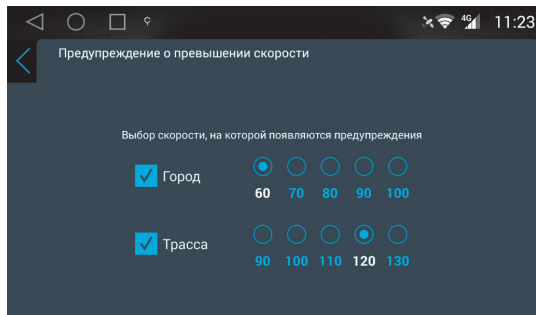 4G 11:23
Предупреждение о превышении скорости
Выбор скорости, на которой появляются предупреждения
Город
60 70 80 90 100
Трасса
90 100 110 120 130